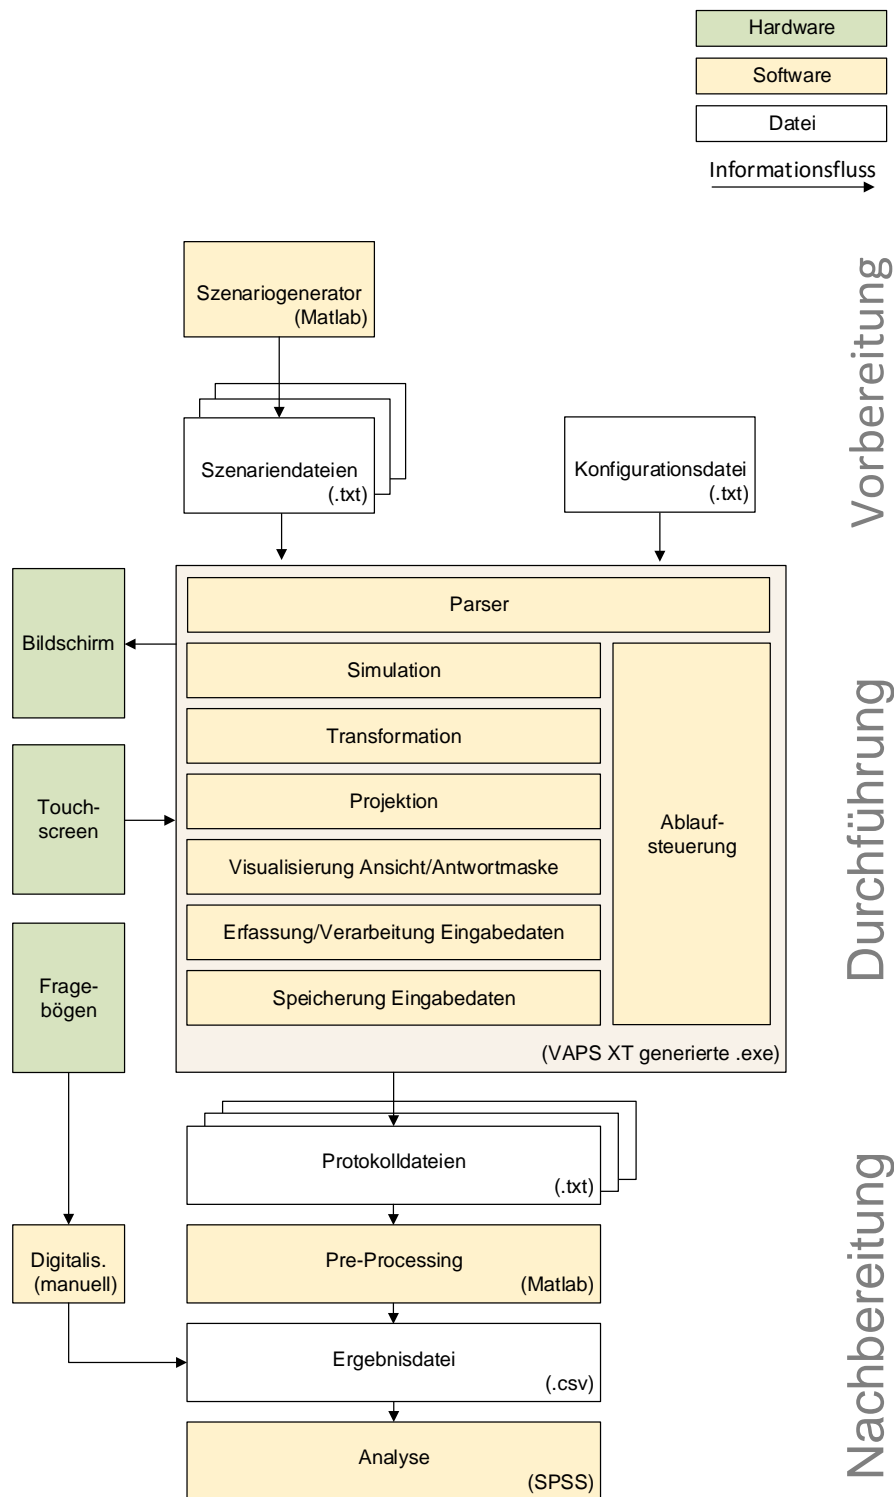 Hardware
Software
Datei
Informationsfluss
Vorbereitung
Szenariogenerator
(Matlab)
Szenariendateien
(.txt)
Konfigurationsdatei
(.txt)
Durchführung
Bildschirm
Touch-
screen
Frage-
bögen
Parser
Simulation
Transformation
Projektion
Visualisierung Ansicht/Antwortmaske
Erfassung/Verarbeitung Eingabedaten
Speicherung Eingabedaten
Ablauf-
steuerung
(VAPS XT generierte .exe)
Nachbereitung
Protokolldateien
(.txt)
Digitalis.
(manuell)
Pre-Processing
(Matlab)
Ergebnisdatei
(.csv)
Analyse
(SPSS)